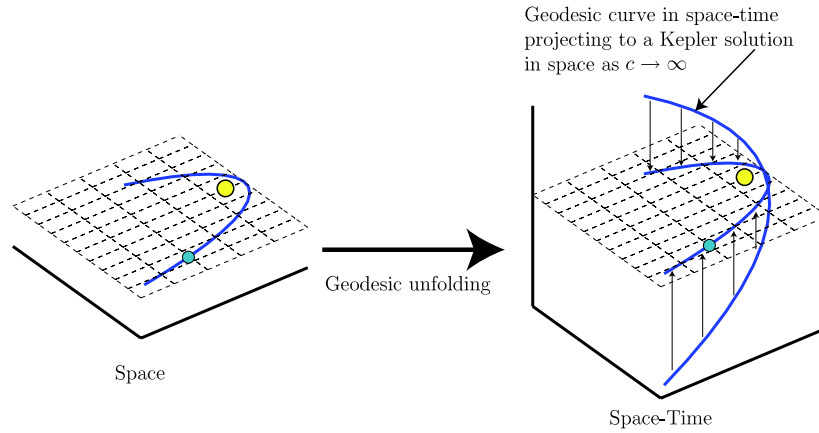 Geodesic curve in space-time
projecting to a Kepler solution
in space as c → ∞
Geodesic unfolding
Space
Space-Time